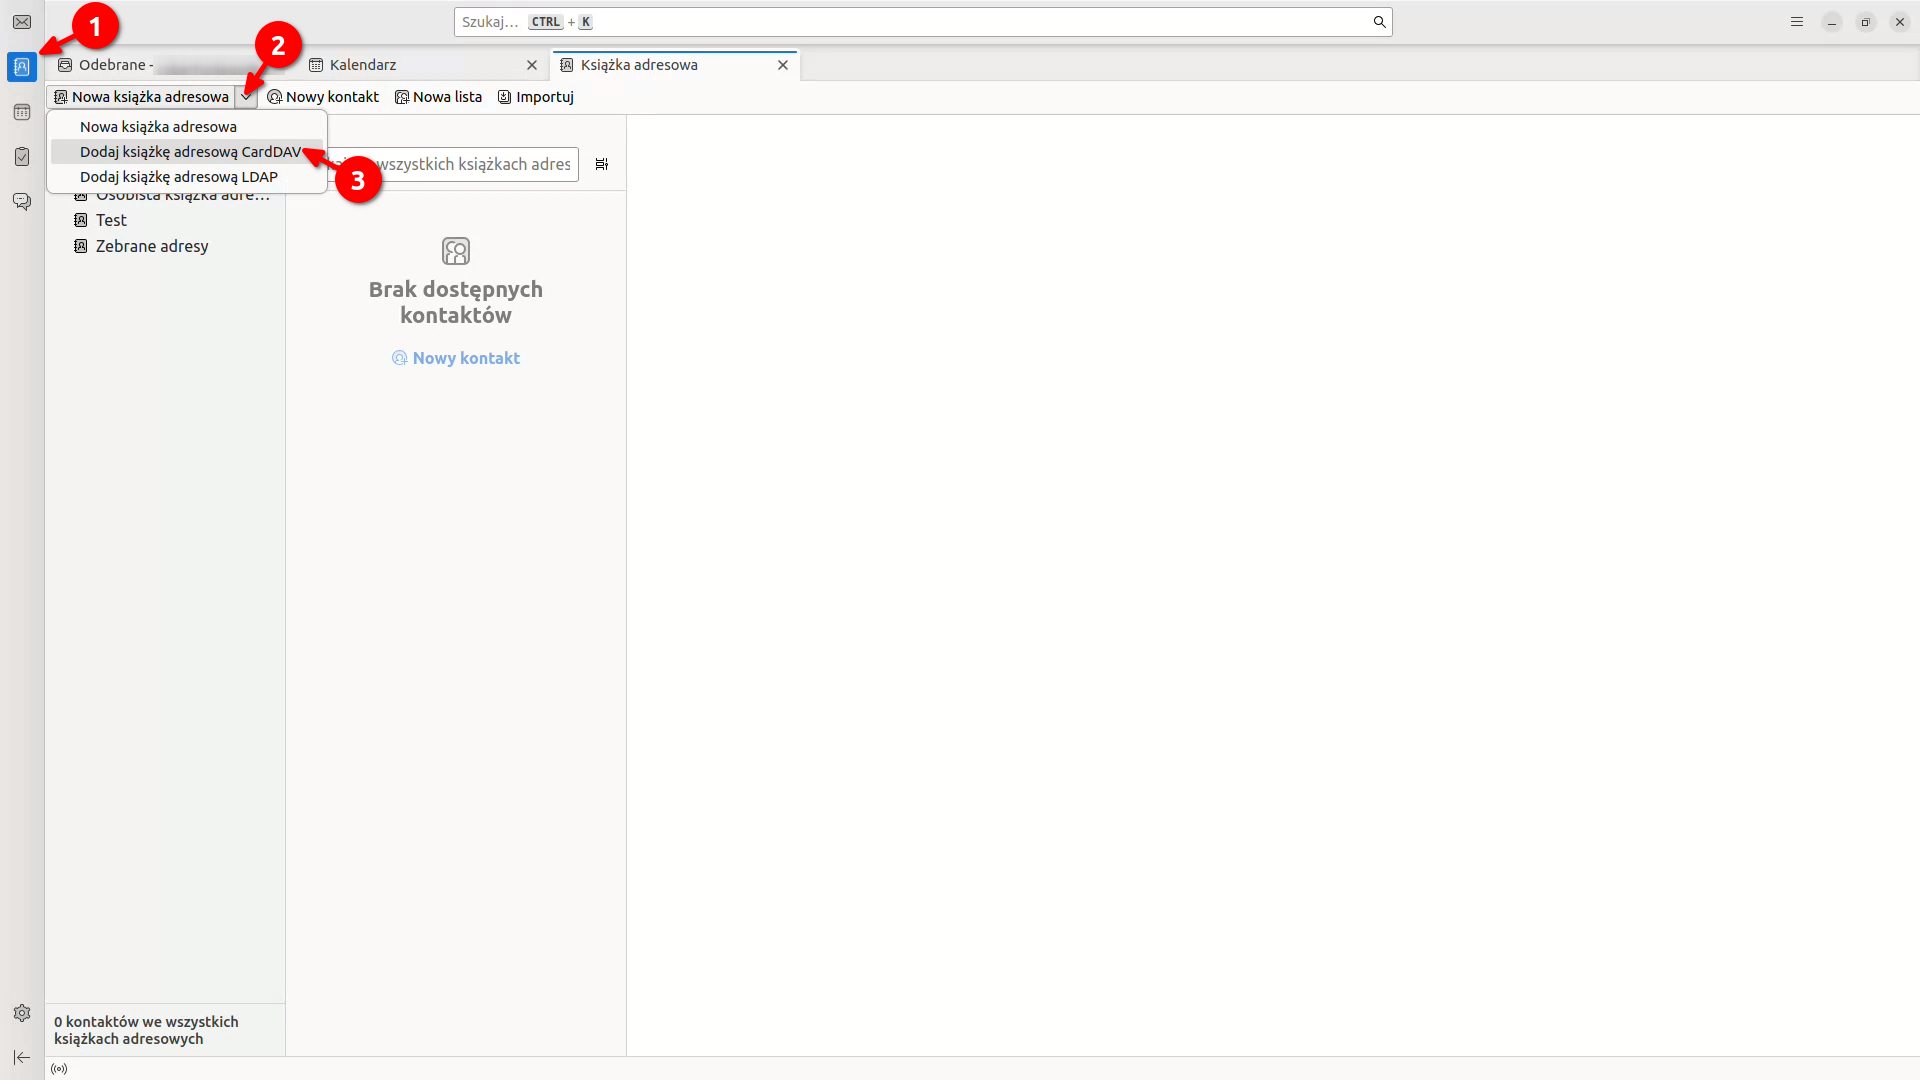 1
Szukaj… CTRL + K
2
Odebrane -
Kalendarz
Książka adresowa
Nowa książka adresowa
Nowy kontakt
Nowa lista
Importuj
Nowa książka adresowa
Dodaj książkę adresową CardDAV
Dodaj książkę adresową LDAP
3
wszystkich książkach adres
Osobista książka adre…
Test
Zebrane adresy
Brak dostępnych
kontaktów
Nowy kontakt
0 kontaktów we wszystkich
książkach adresowych